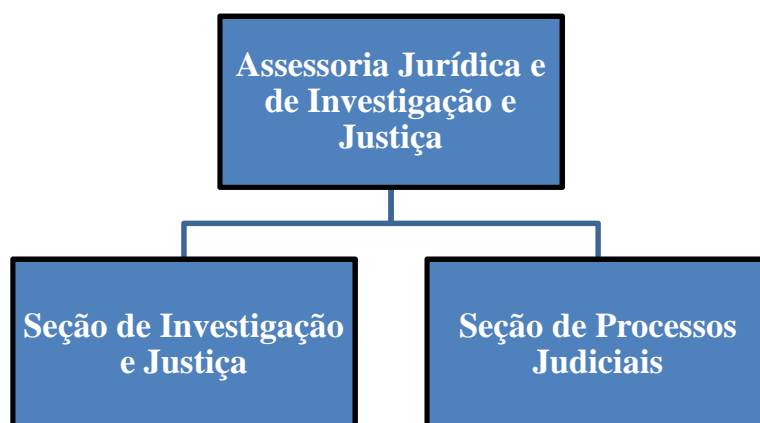 Assessoria Jurídica e
de Investigação e
Justiça
Seção de Investigação
e Justiça
Seção de Processos
Judiciais